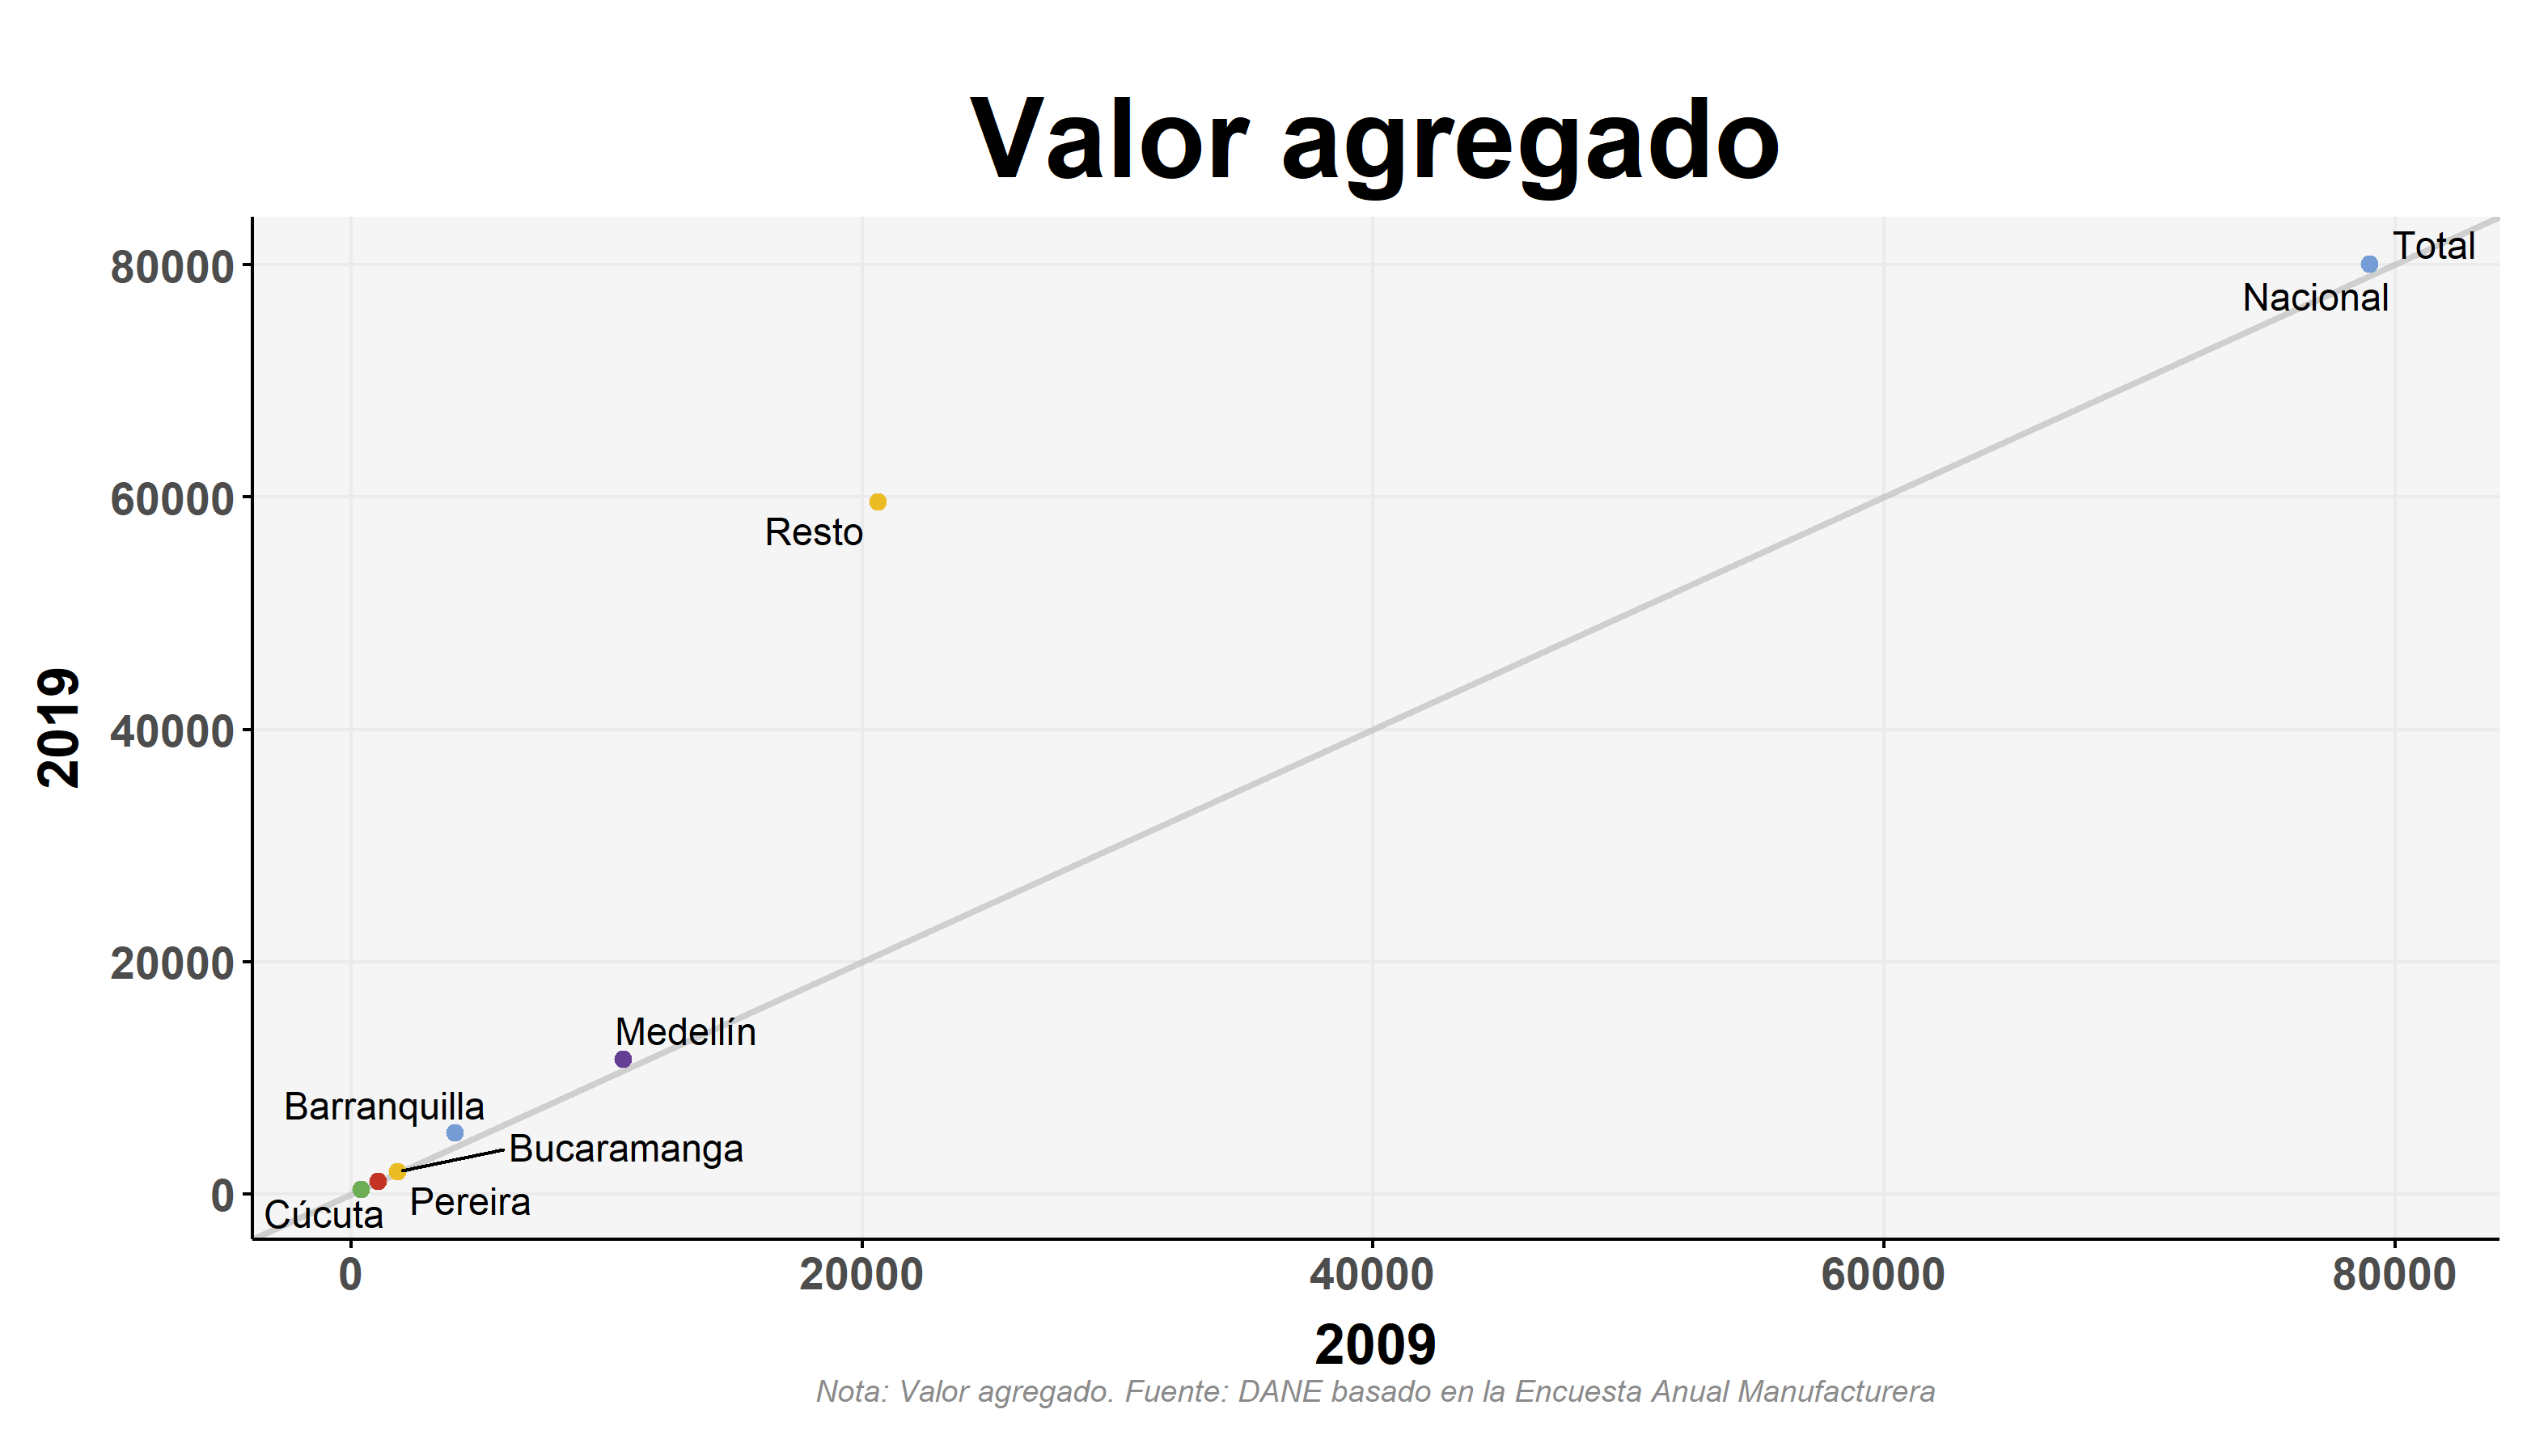 Valor agregado
2019
80000
60000
40000
20000
0
Total
Nacional
Resto
Medellín
Barranquilla
Bucaramanga
Pereira
Cúcuta
0
20000
40000
60000
80000
2009
Nota: Valor agregado. Fuente: DANE basado en la Encuesta Anual Manufacturera